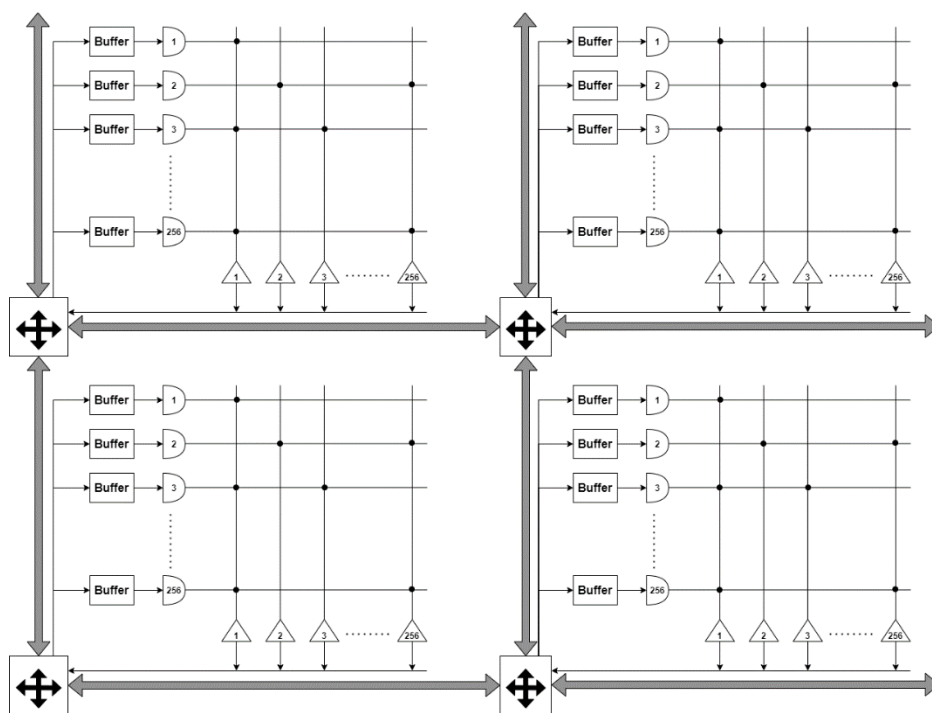 Buffer 1 Buffer 1
Buffer 2 Buffer 2
Buffer 3 Buffer 3
Buffer 256 Buffer 256
1 2 3 256 1 2 3 256
Buffer 1 Buffer 1
Buffer 2 Buffer 2
Buffer 3 Buffer 3
Buffer 256 Buffer 256
1 2 3 256 1 2 3 256